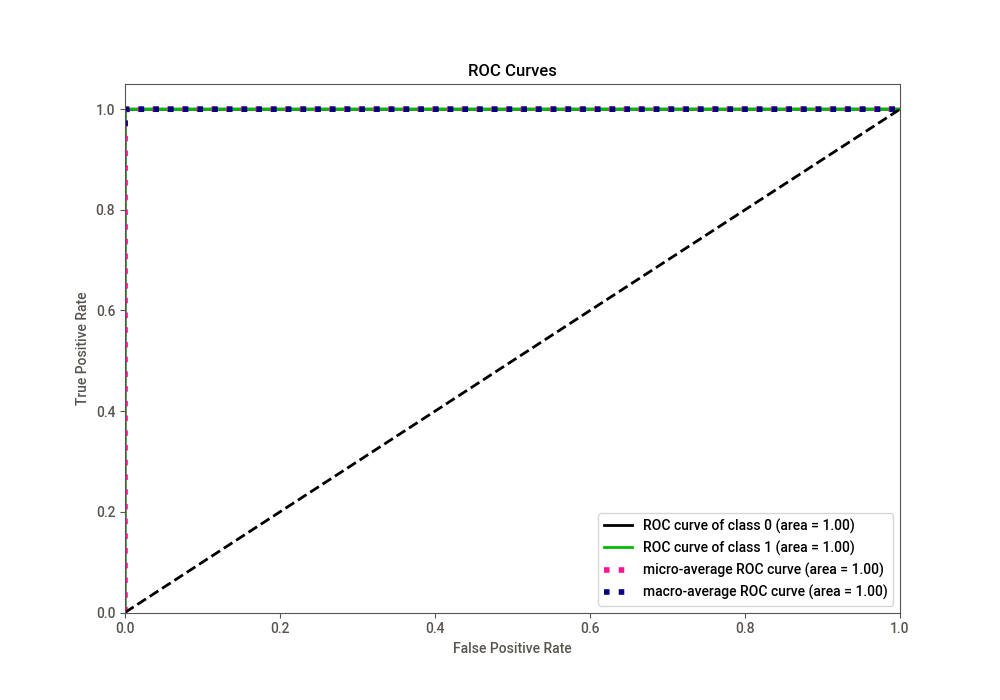 ROC Curves
True Positive Rate
1.0
0.8
0.6
0.4
0.2
0.0
0.0 0.2 0.4 0.6 0.8 1.0
False Positive Rate
ROC curve of class 0 (area = 1.00)
ROC curve of class 1 (area = 1.00)
micro-average ROC curve (area = 1.00)
macro-average ROC curve (area = 1.00)